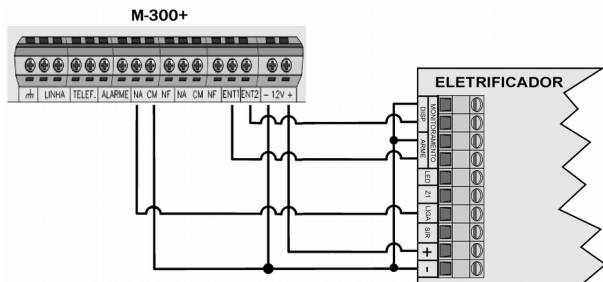 M-300+
LINHA TELEF. ALARME NA CM NF NA CM NF ENT1 ENT2 - 12V +
ELETRIFICADOR
DISP
ARME
MONITORAMENTO
LED
Z1
LIGA
SIR
+
-